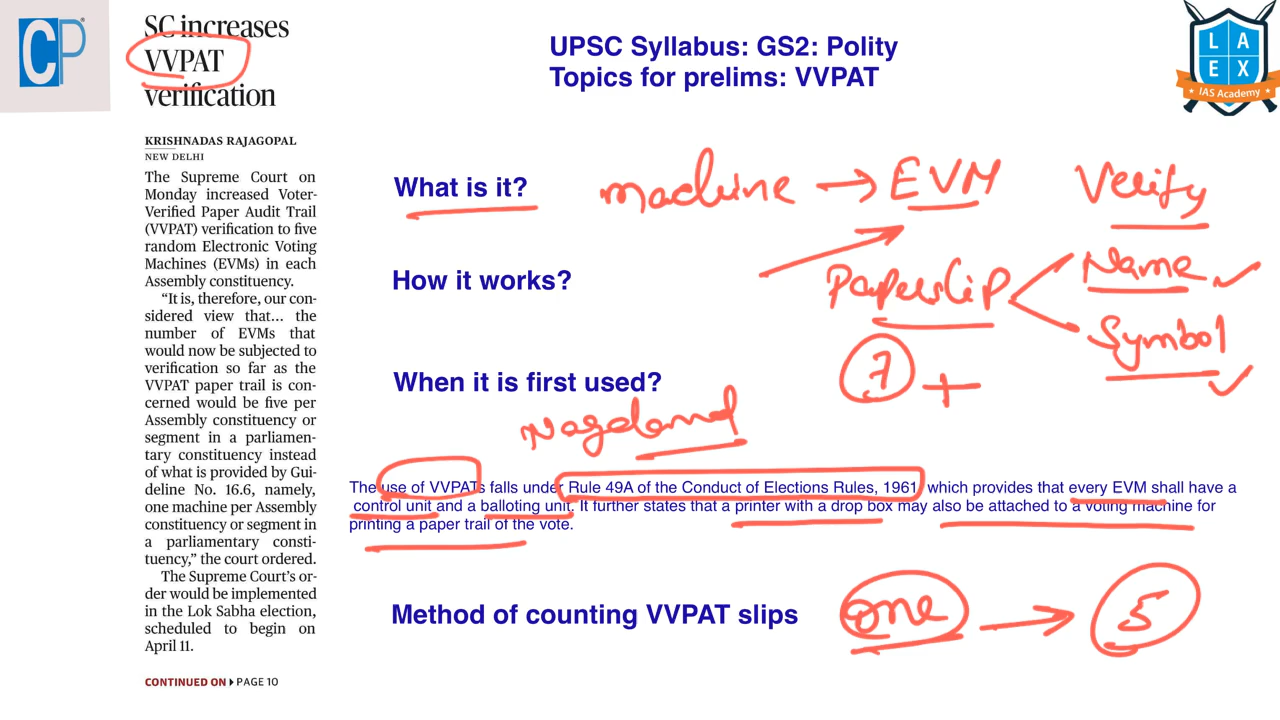 CP
SC increases
VVPAT
verification
KRISHNADAS RAJAGOPAL
NEW DELHI
The Supreme Court on
Monday increased Voter-
Verified Paper Audit Trail
(VVPAT) verification to five
random Electronic Voting
Machines (EVMs) in each
Assembly constituency.
“It is, therefore, our con-
sidered view that... the
number of EVMs that
would now be subjected to
verification so far as the
VVPAT paper trail is con-
cerned would be five per
Assembly constituency or
segment in a parliamen-
tary constituency instead
of what is provided by Gui-
deline No. 16.6, namely,
one machine per Assembly
constituency or segment in
a parliamentary consti-
tuency,” the court ordered.
The Supreme Court’s or-
der would be implemented
in the Lok Sabha election,
scheduled to begin on
April 11.
CONTINUED ON PAGE 10
UPSC Syllabus: GS2: Polity
Topics for prelims: VVPAT
LA
EX
IAS Academy
What is it? machine → EVM Verify
How it works? Paperslip Name
Symbol
When it is first used? 7 +
Nagaland
The use of VVPATs falls under Rule 49A of the Conduct of Elections Rules, 1961, which provides that every EVM shall have a
control unit and a balloting unit. It further states that a printer with a drop box may also be attached to a voting machine for
printing a paper trail of the vote.
Method of counting VVPAT slips one → 5